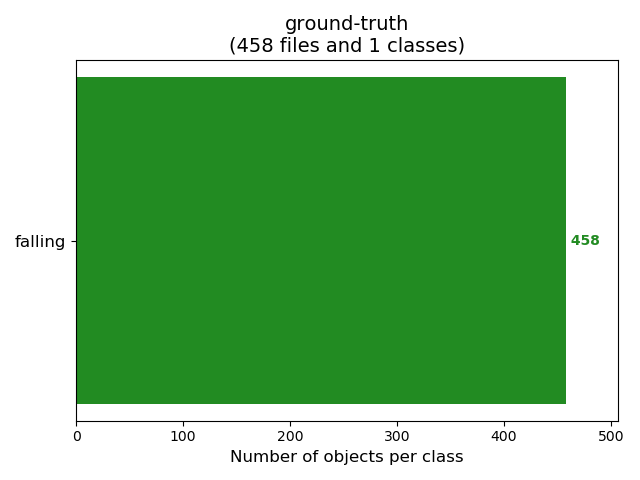 ground-truth
(458 files and 1 classes)
falling
458
0 100 200 300 400 500
Number of objects per class